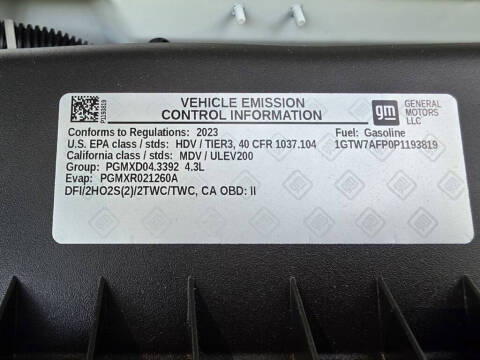 P1193819
VEHICLE EMISSION
CONTROL INFORMATION
gm
GENERAL
MOTORS
LLC
Conforms to Regulations: 2023
Fuel: Gasoline
U.S. EPA class / stds: HDV / TIER3, 40 CFR 1037.104
1GTW7AFP0P1193819
California class / stds: MDV / ULEV200
Group: PGMXD04.3392 4.3L
Evap: PGMXR021260A
DFI/2HO2S(2)/2TWC/TWC, CA OBD: II